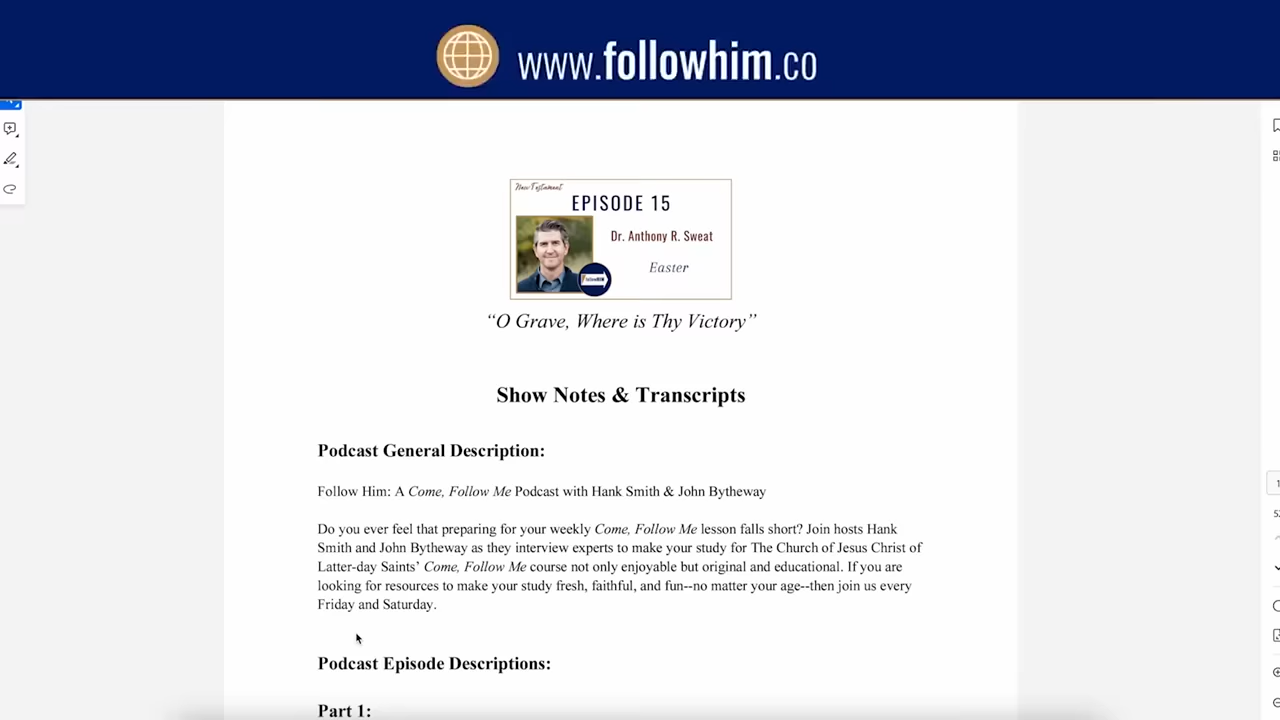 www.followhim.co
New Testament
EPISODE 15
Dr. Anthony R. Sweat
Easter
followHIM
“O Grave, Where is Thy Victory”
Show Notes & Transcripts
Podcast General Description:
Follow Him: A Come, Follow Me Podcast with Hank Smith & John Bytheway
Do you ever feel that preparing for your weekly Come, Follow Me lesson falls short? Join hosts Hank
Smith and John Bytheway as they interview experts to make your study for The Church of Jesus Christ of
Latter-day Saints’ Come, Follow Me course not only enjoyable but original and educational. If you are
looking for resources to make your study fresh, faithful, and fun--no matter your age--then join us every
Friday and Saturday.
Podcast Episode Descriptions:
Part 1: